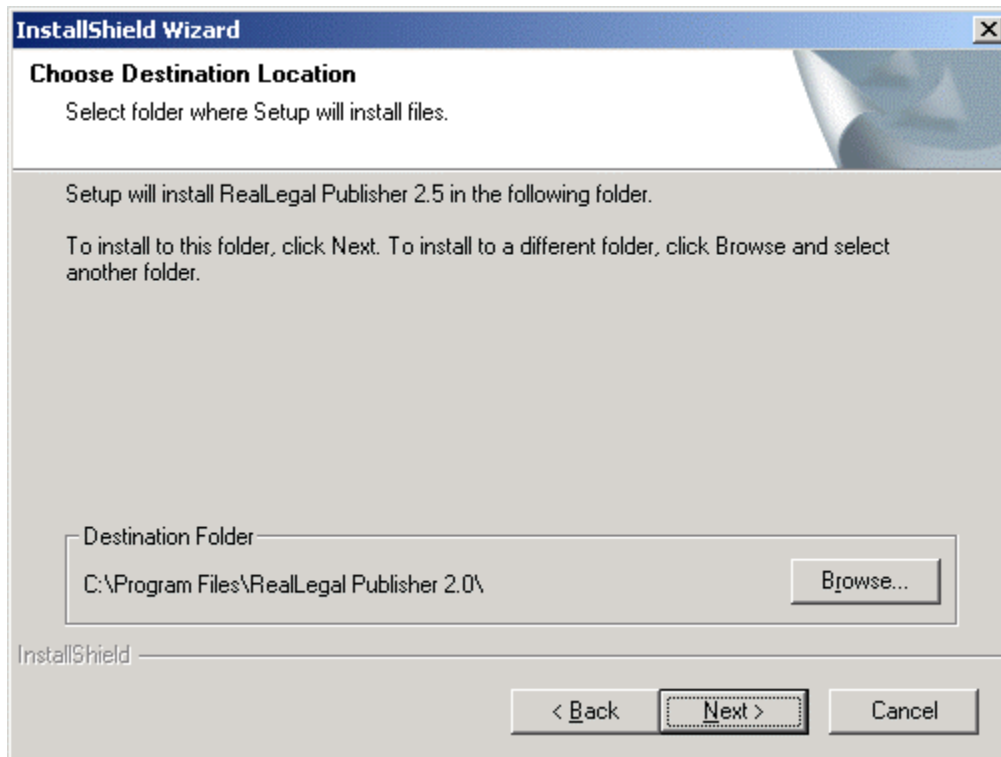 InstallShield Wizard
Choose Destination Location
Select folder where Setup will install files.
Setup will install RealLegal Publisher 2.5 in the following folder.
To install to this folder, click Next. To install to a different folder, click Browse and select
another folder.
Destination Folder
C:\Program Files\RealLegal Publisher 2.0\
Browse...
InstallShield
< Back
Next >
Cancel